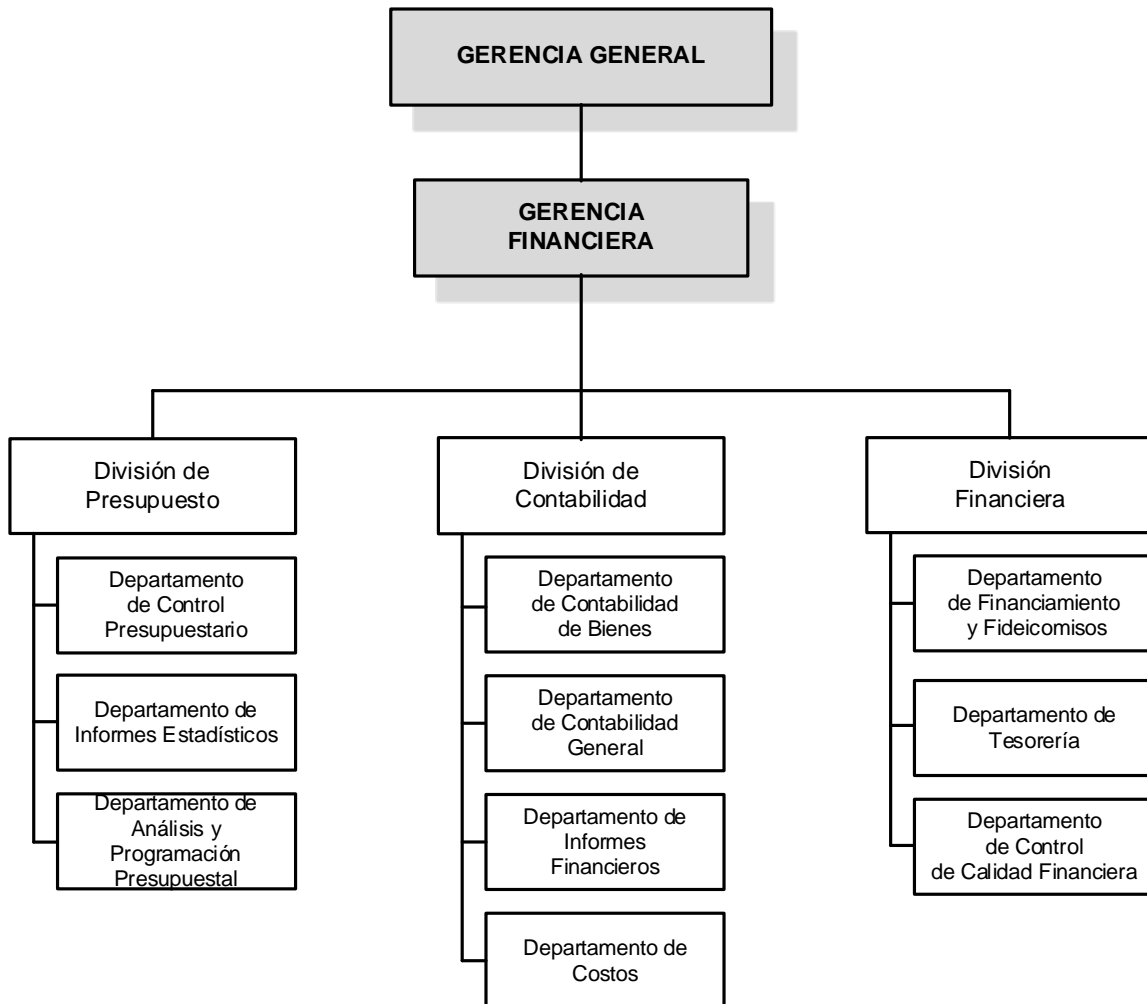 GERENCIA GENERAL
GERENCIA
FINANCIERA
División de
Presupuesto
Departamento
de Control
Presupuestario
Departamento de
Informes Estadísticos
Departamento de
Análisis y
Programación
Presupuestal
División de
Contabilidad
Departamento
de Contabilidad
de Bienes
Departamento
de Contabilidad
General
Departamento de
Informes
Financieros
Departamento de
Costos
División
Financiera
Departamento
de Financiamiento
y Fideicomisos
Departamento de
Tesorería
Departamento
de Control
de Calidad Financiera